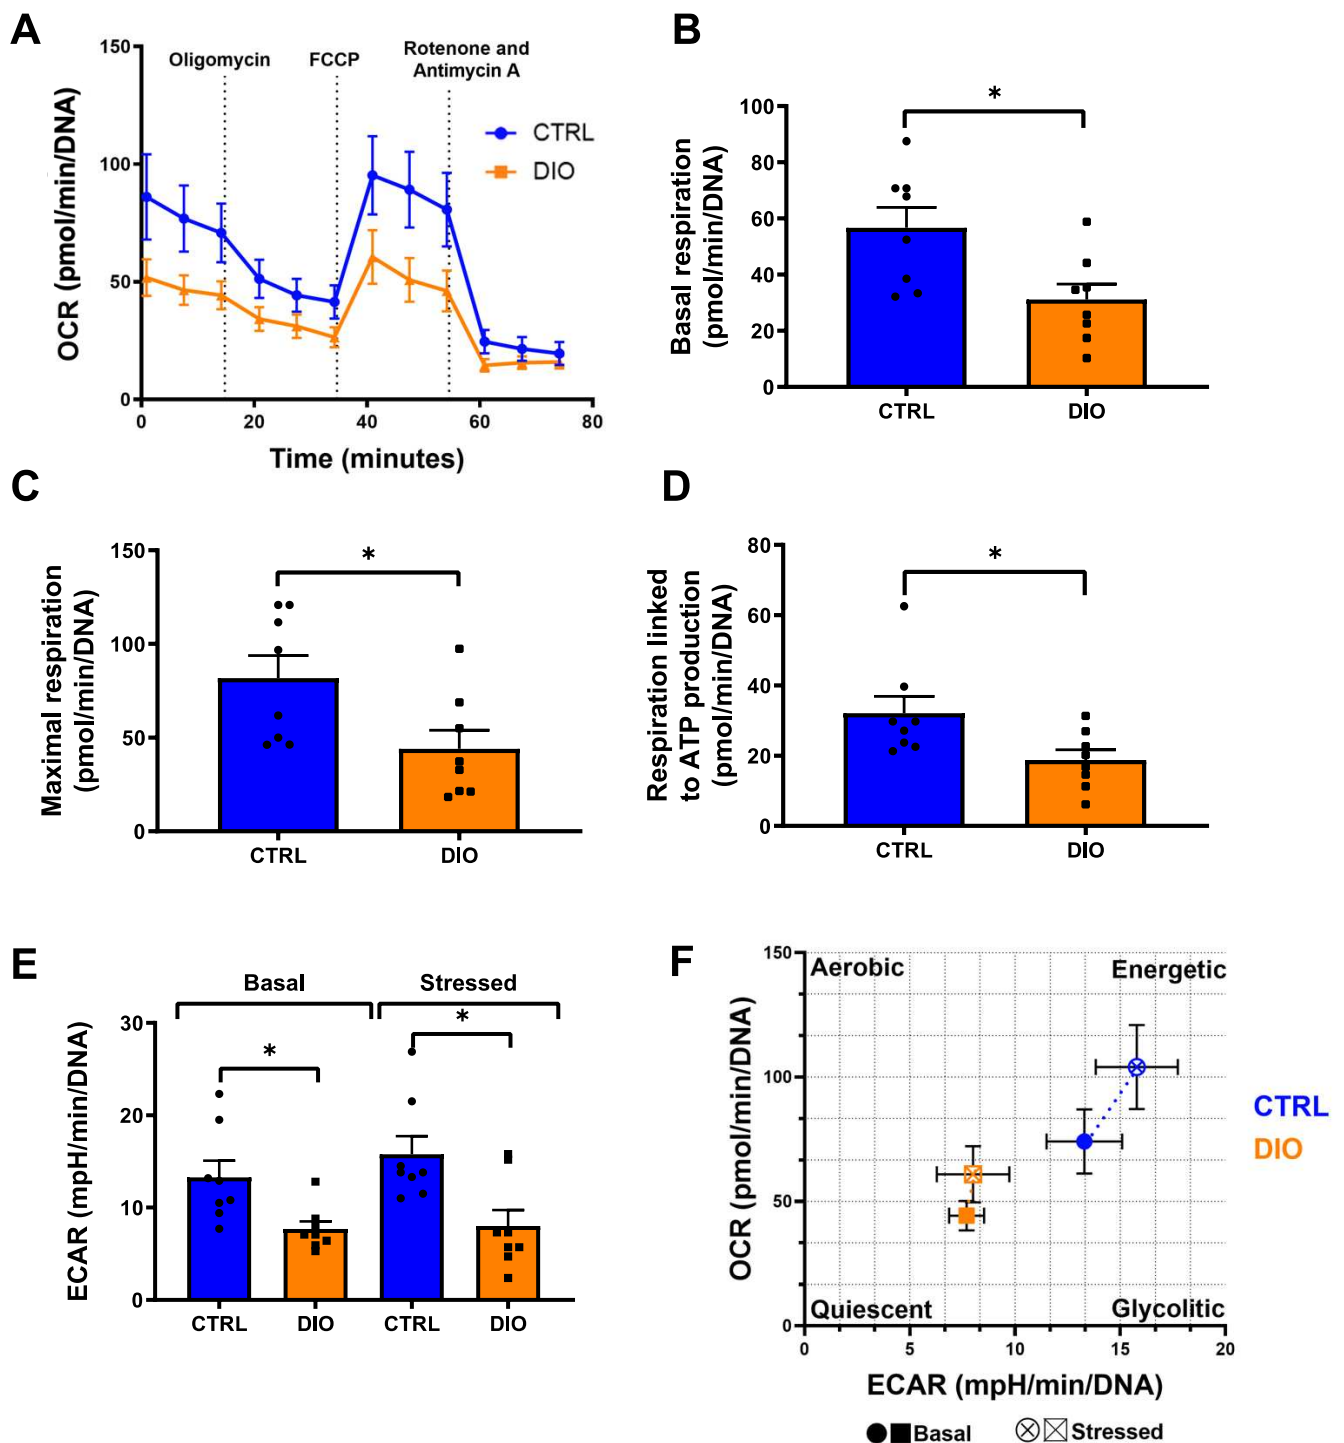 A
150
100
50
0
OCR (pmol/min/DNA)
Oligomycin
FCCP
Rotenone and
Antimycin A
CTRL
DIO
0
20
40
60
80
Time (minutes)
B
100
80
60
40
20
0
Basal respiration
(pmol/min/DNA)
*
CTRL
DIO
C
150
100
50
0
Maximal respiration
(pmol/min/DNA)
*
CTRL
DIO
D
80
60
40
20
0
Respiration linked
to ATP production
(pmol/min/DNA)
*
CTRL
DIO
E
Basal
Stressed
30
20
10
0
ECAR (mpH/min/DNA)
*
*
CTRL
DIO
CTRL
DIO
F
150
100
50
0
OCR (pmol/min/DNA)
Aerobic
Energetic
Quiescent
Glycolitic
CTRL
DIO
0
5
10
15
20
ECAR (mpH/min/DNA)
Basal
Stressed